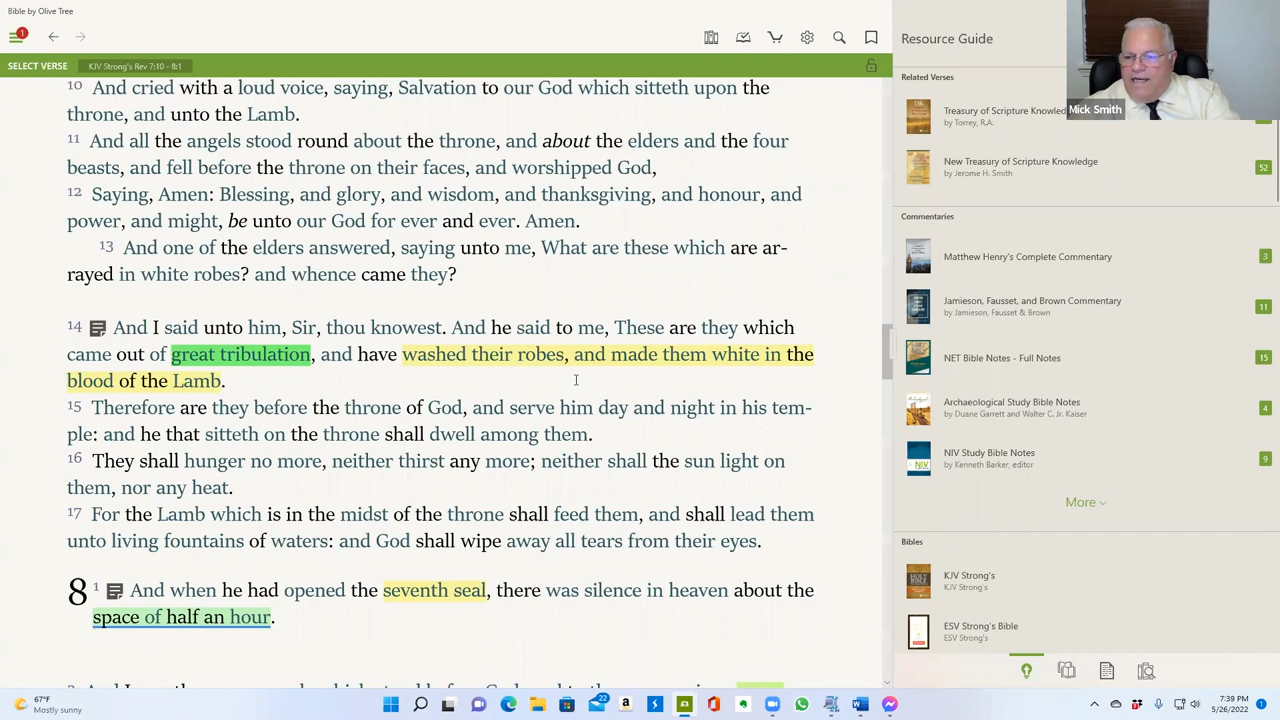 Bible by Olive Tree
1
SELECT VERSE
KJV Strong's Rev 7:10 - 8:1
10 And cried with a loud voice, saying, Salvation to our God which sitteth upon the
throne, and unto the Lamb.
11 And all the angels stood round about the throne, and about the elders and the four
beasts, and fell before the throne on their faces, and worshipped God,
12 Saying, Amen: Blessing, and glory, and wisdom, and thanksgiving, and honour, and
power, and might, be unto our God for ever and ever. Amen.
13 And one of the elders answered, saying unto me, What are these which are ar-
rayed in white robes? and whence came they?
14 And I said unto him, Sir, thou knowest. And he said to me, These are they which
came out of great tribulation, and have washed their robes, and made them white in the
blood of the Lamb.
15 Therefore are they before the throne of God, and serve him day and night in his tem-
ple: and he that sitteth on the throne shall dwell among them.
16 They shall hunger no more, neither thirst any more; neither shall the sun light on
them, nor any heat.
17 For the Lamb which is in the midst of the throne shall feed them, and shall lead them
unto living fountains of waters: and God shall wipe away all tears from their eyes.
8 1 And when he had opened the seventh seal, there was silence in heaven about the
space of half an hour.
Resource Guide
Mick Smith
Related Verses
Treasury of Scripture Knowled
by Torrey, R.A.
New Treasury of Scripture Knowledge
by Jerome H. Smith
52
Commentaries
Matthew Henry's Complete Commentary
3
Jamieson, Fausset, and Brown Commentary
by Jamieson, Fausset & Brown
11
NET Bible Notes - Full Notes
15
Archaeological Study Bible Notes
by Duane Garrett and Walter C. Jr. Kaiser
4
NIV Study Bible Notes
by Kenneth Barker, editor
9
More
Bibles
KJV Strong's
KJV Strong's
ESV Strong's Bible
ESV Strong's
67°F
Mostly sunny
22
7:39 PM
5/26/2022
1